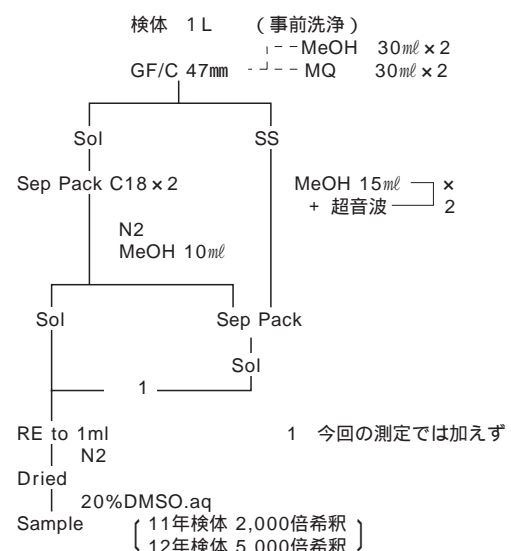 検体 1L (事前洗浄)
MeOH 30㎖×2
GF/C 47㎜ MQ 30㎖×2
Sol SS
Sep Pack C18×2 MeOH 15㎖ ×
+ 超音波 2
N2
MeOH 10㎖
Sol Sep Pack
Sol
1
RE to 1ml 1 今回の測定では加えず
N2
Dried
20%DMSO.aq
Sample 11年検体 2,000倍希釈
12年検体 5,000倍希釈